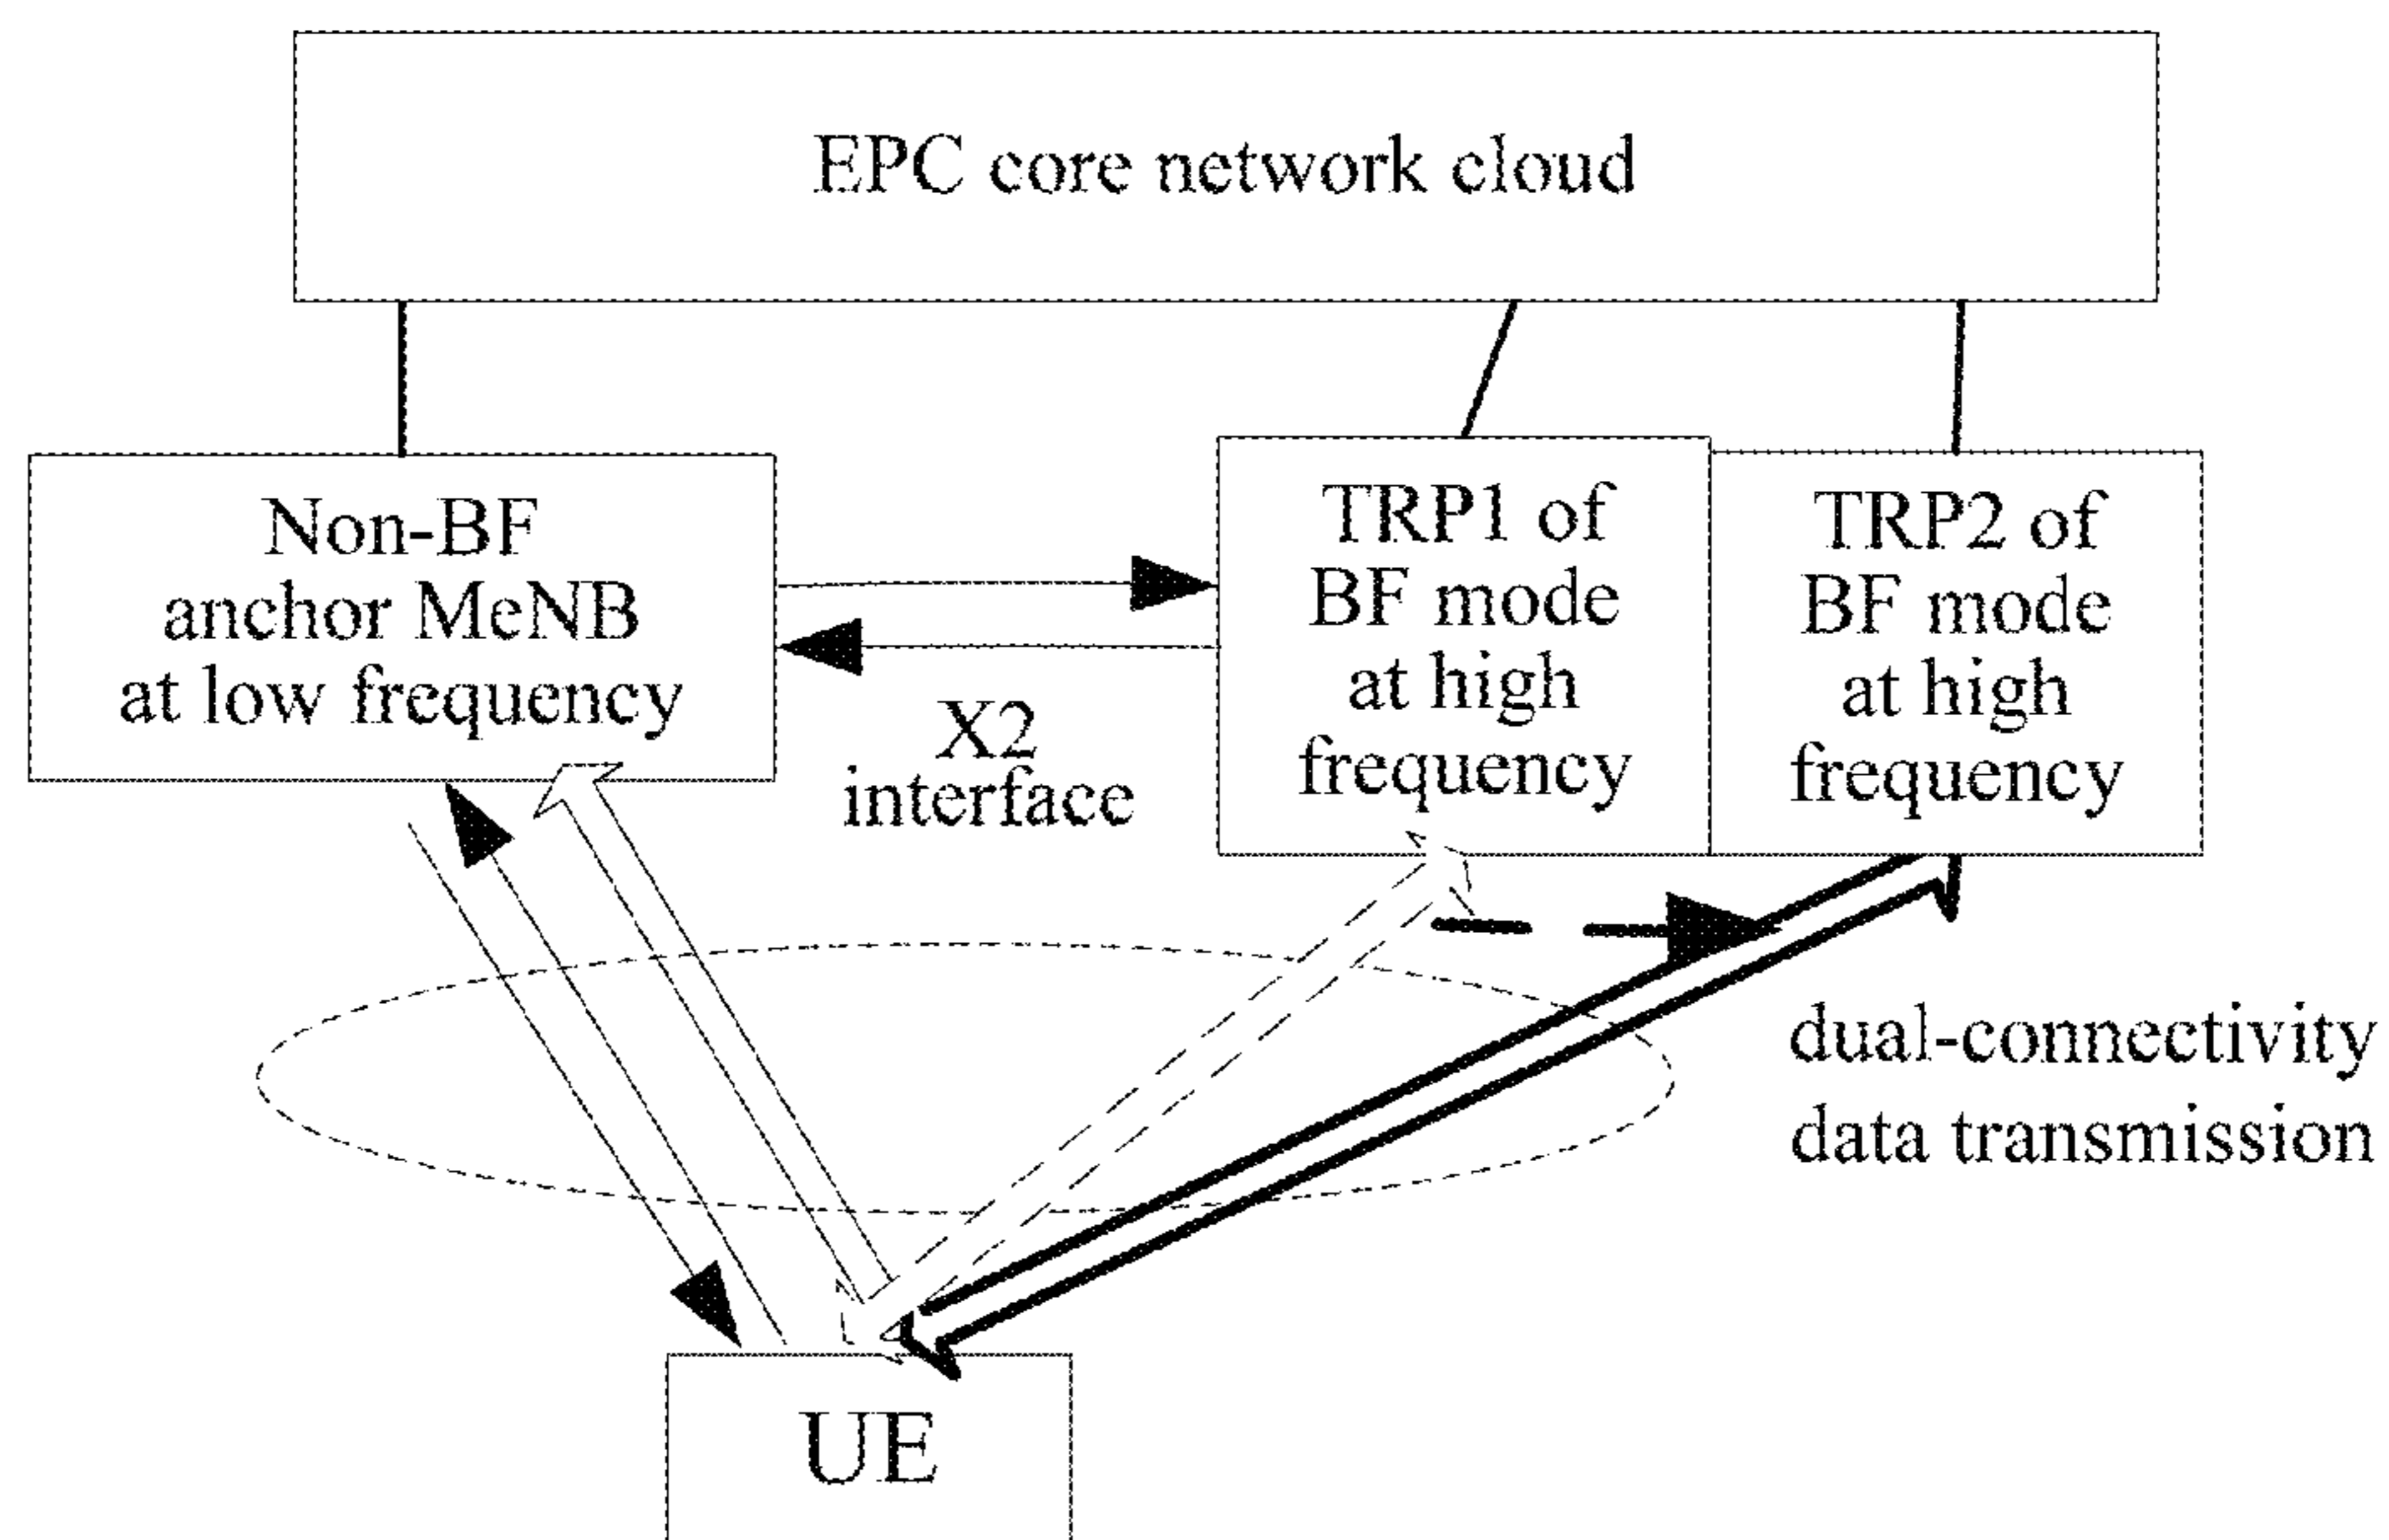 EPC core network cloud
Non-BF
anchor MeNB
at low frequency
X2
interface
TRP1 of
BF mode
at high
frequency
TRP2 of
BF mode
at high
frequency
dual-connectivity
data transmission
UE